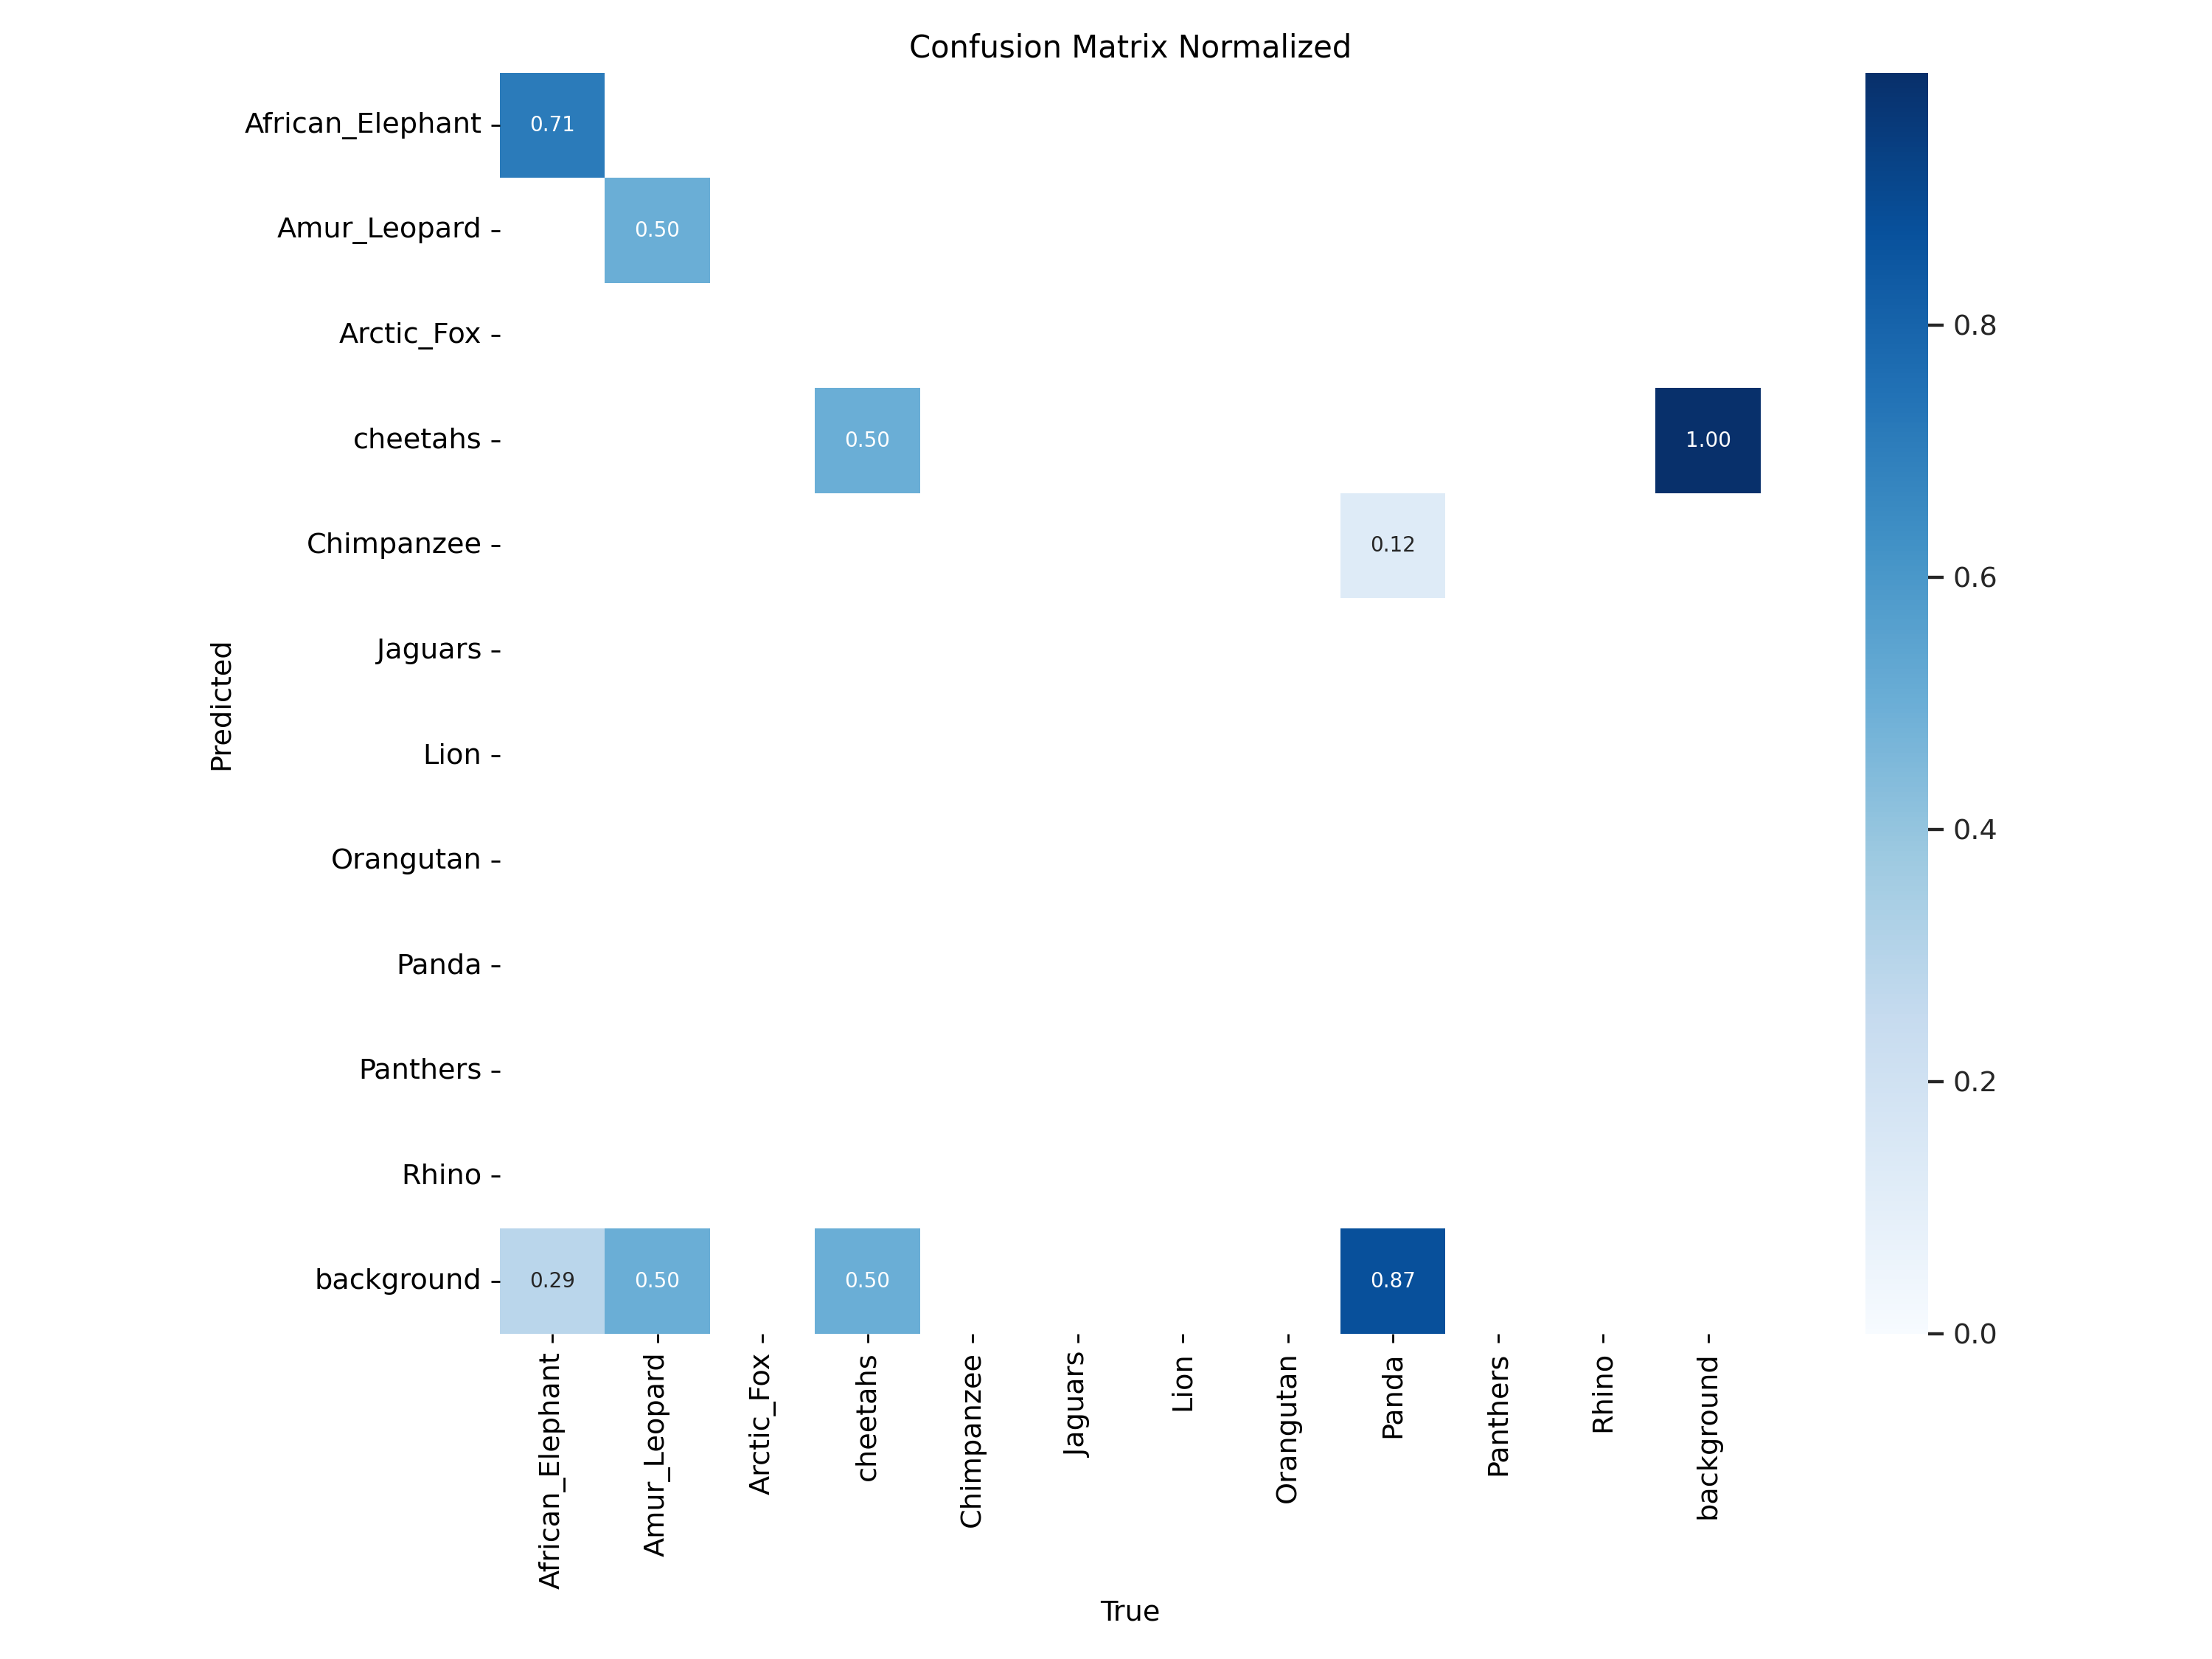 Confusion Matrix Normalized
African_Elephant
0.71
Amur_Leopard
0.50
Arctic_Fox
cheetahs
0.50
1.00
0.8
Chimpanzee
0.12
0.6
Jaguars
Predicted
Lion
Orangutan
0.4
Panda
Panthers
0.2
Rhino
background
0.29
0.50
0.50
0.87
0.0
African_Elephant
Amur_Leopard
Arctic_Fox
cheetahs
Chimpanzee
Jaguars
Lion
Orangutan
Panda
Panthers
Rhino
background
True